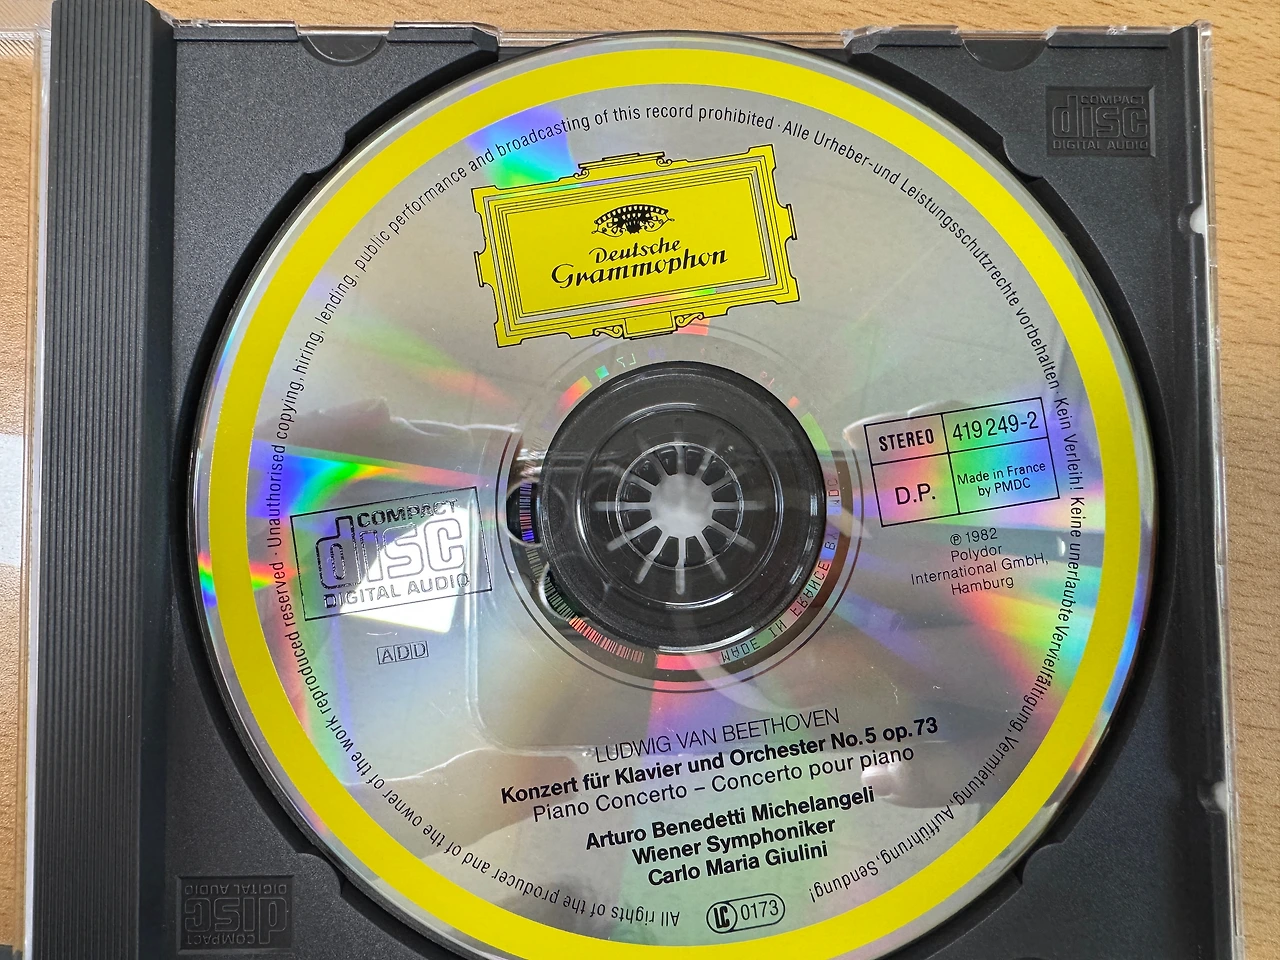 COMPACT
disc
DIGITAL AUDIO
All rights of the producer and of the owner of the work reproduced reserved · Unauthorised copying, hiring, lending, public performance and broadcasting of this record prohibited · Alle Urheber-und Leistungsschutzrechte vorbehalten · Kein Verleih! Keine unerlaubte Vervielfältigung, Vermietung, Aufführung, Sendung!
Deutsche
Grammophon
STEREO
419 249-2
D.P.
Made in France
by PMDC
℗ 1982
Polydor
International GmbH,
Hamburg
COMPACT
disc
DIGITAL AUDIO
ADD
MADE IN FRANCE
LUDWIG VAN BEETHOVEN
Konzert für Klavier und Orchester No. 5 op. 73
Piano Concerto – Concerto pour piano
Arturo Benedetti Michelangeli
Wiener Symphoniker
Carlo Maria Giulini
LC 0173
COMPACT
disc
DIGITAL AUDIO